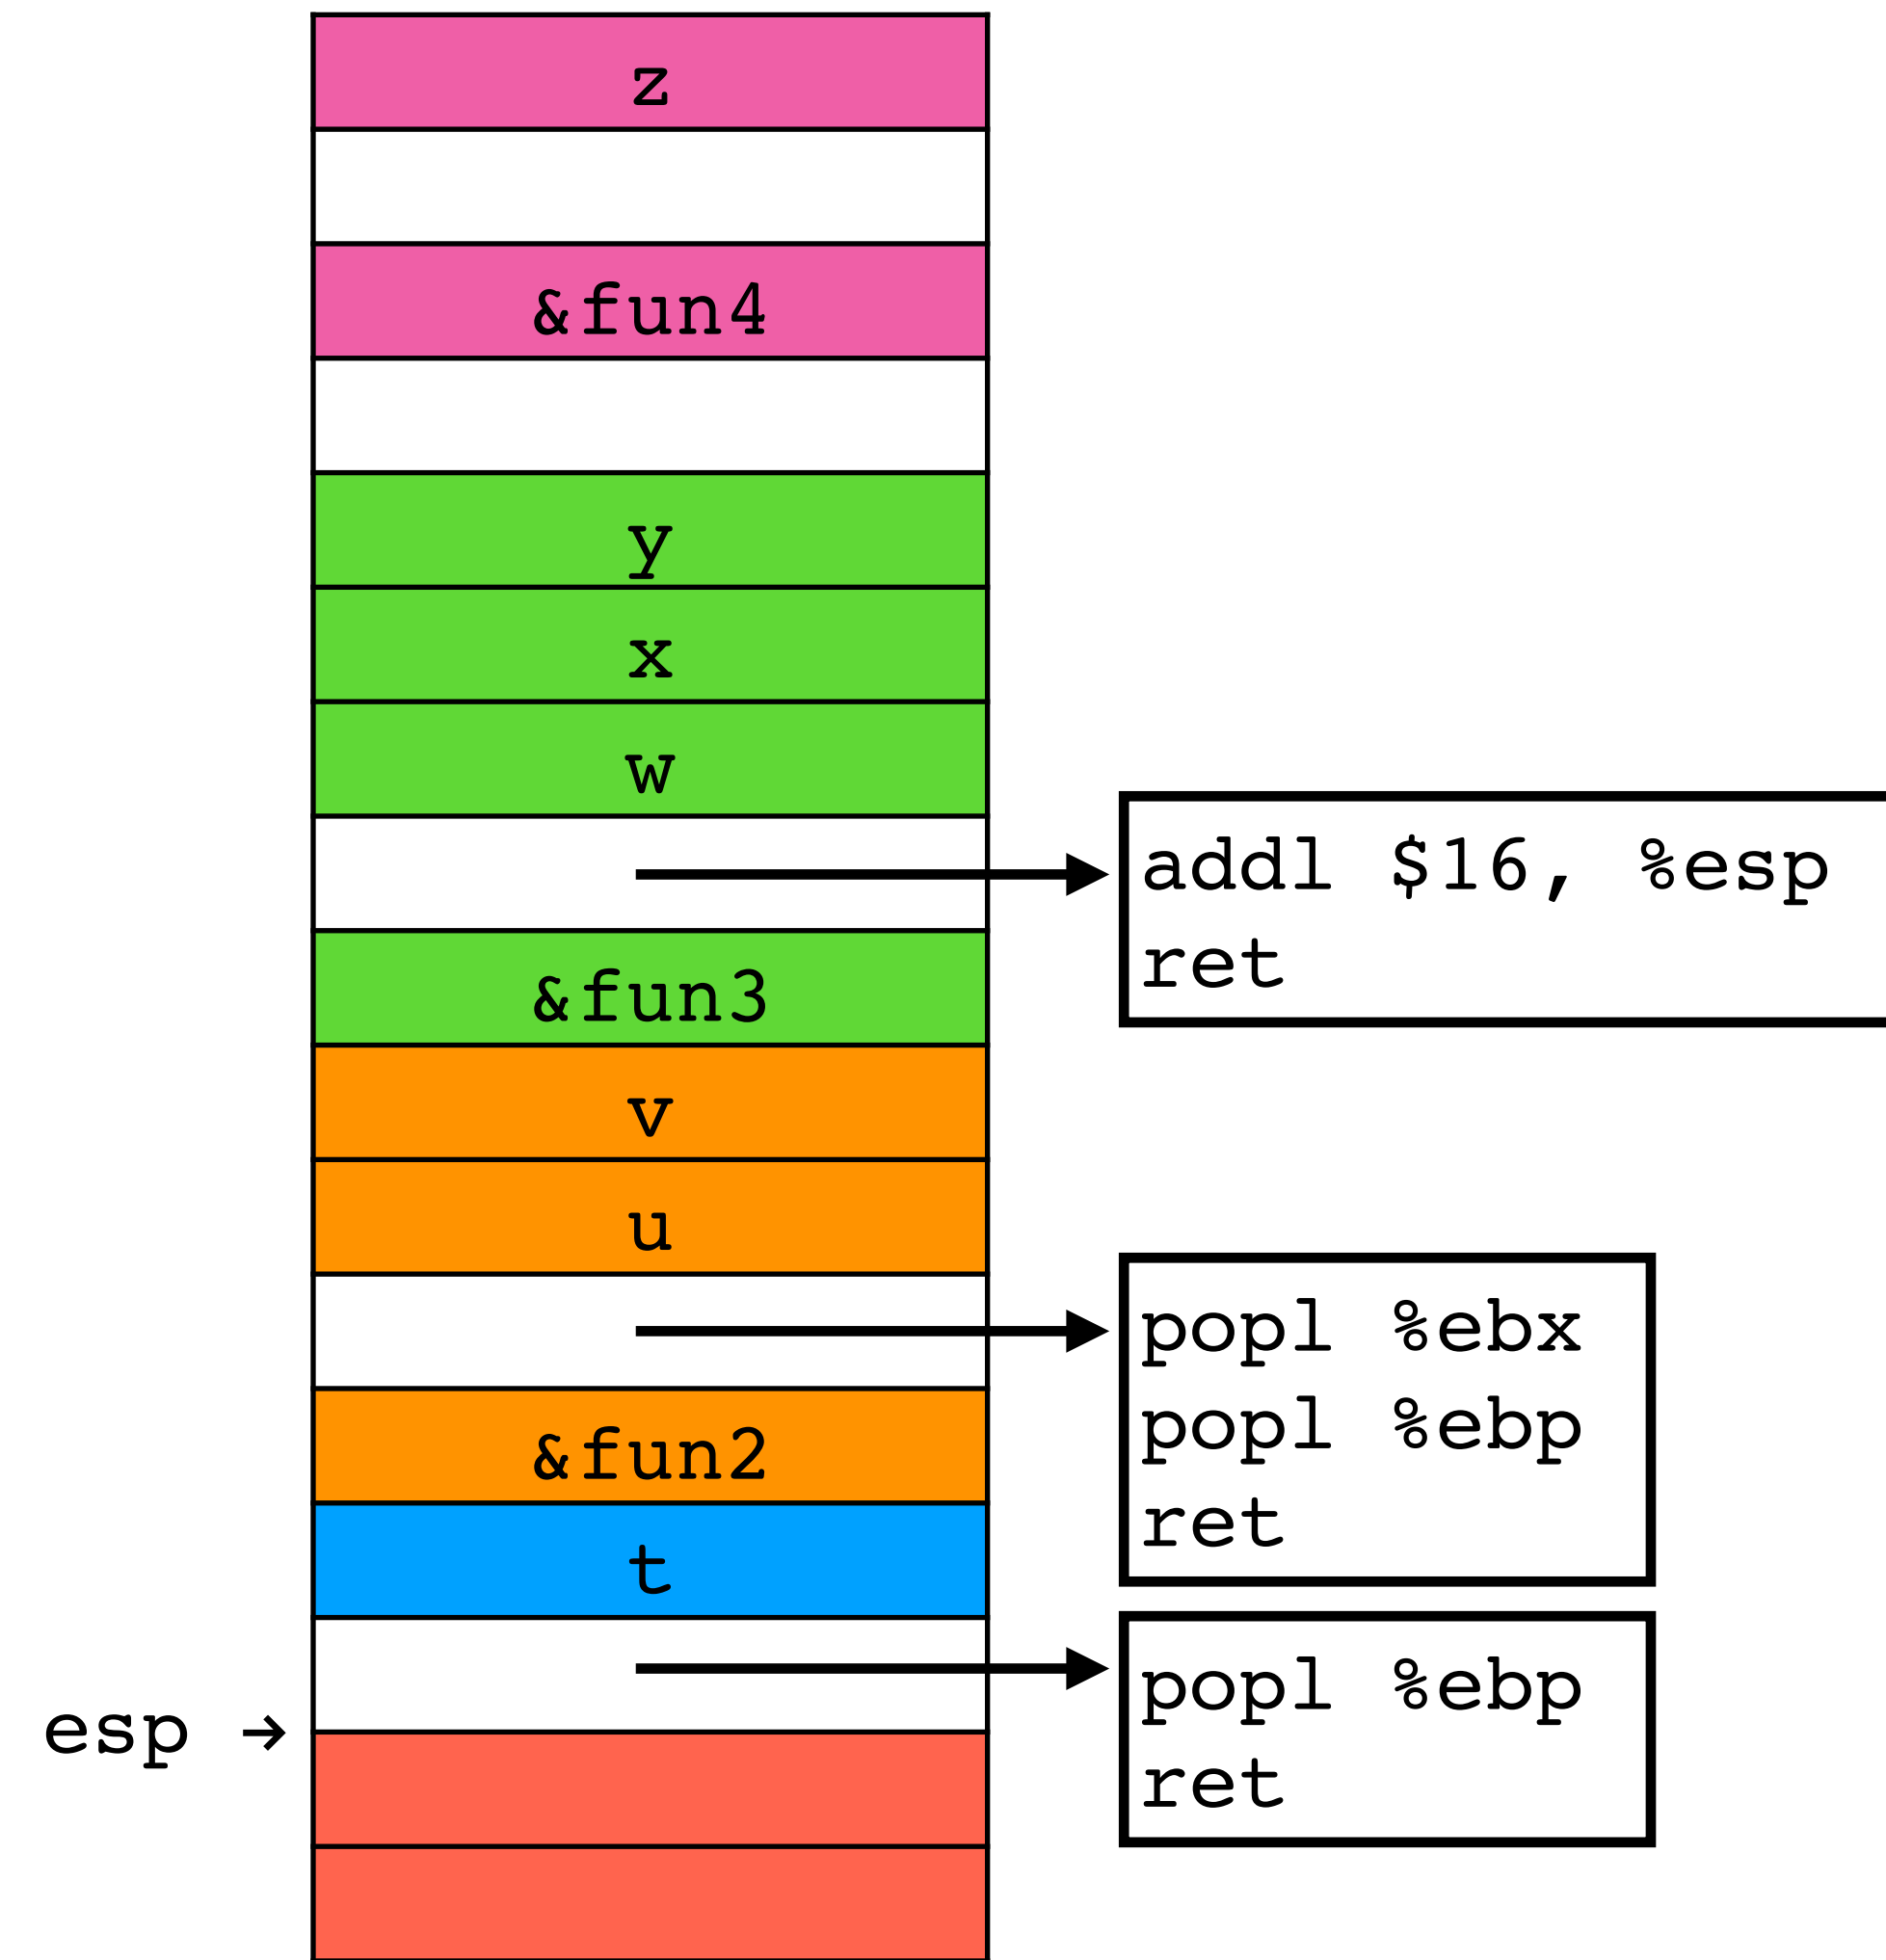 z
&fun4
y
x
w
addl $16, %esp
ret
&fun3
v
u
popl %ebx
popl %ebp
ret
&fun2
t
popl %ebp
ret
esp →